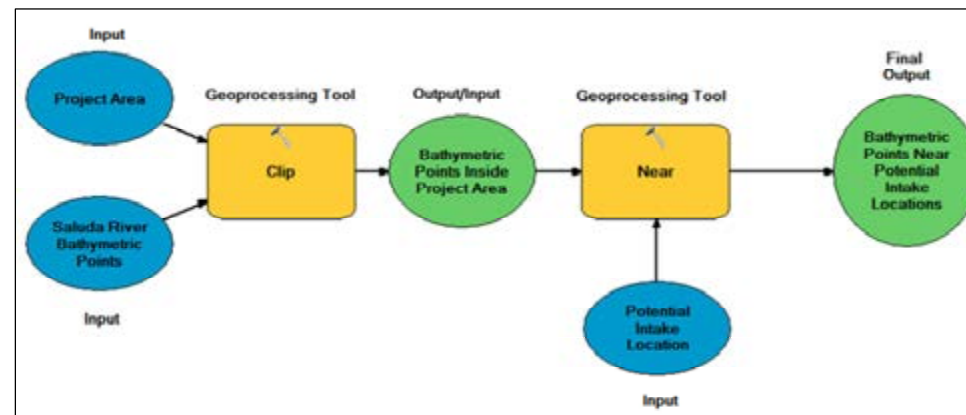 Input
Project Area
Geoprocessing Tool
Clip
Saluda River
Bathymetric
Points
Input
Output/Input
Bathymetric
Points Inside
Project Area
Geoprocessing Tool
Near
Potential
Intake
Location
Input
Final
Output
Bathymetric
Points Near
Potential
Intake
Locations